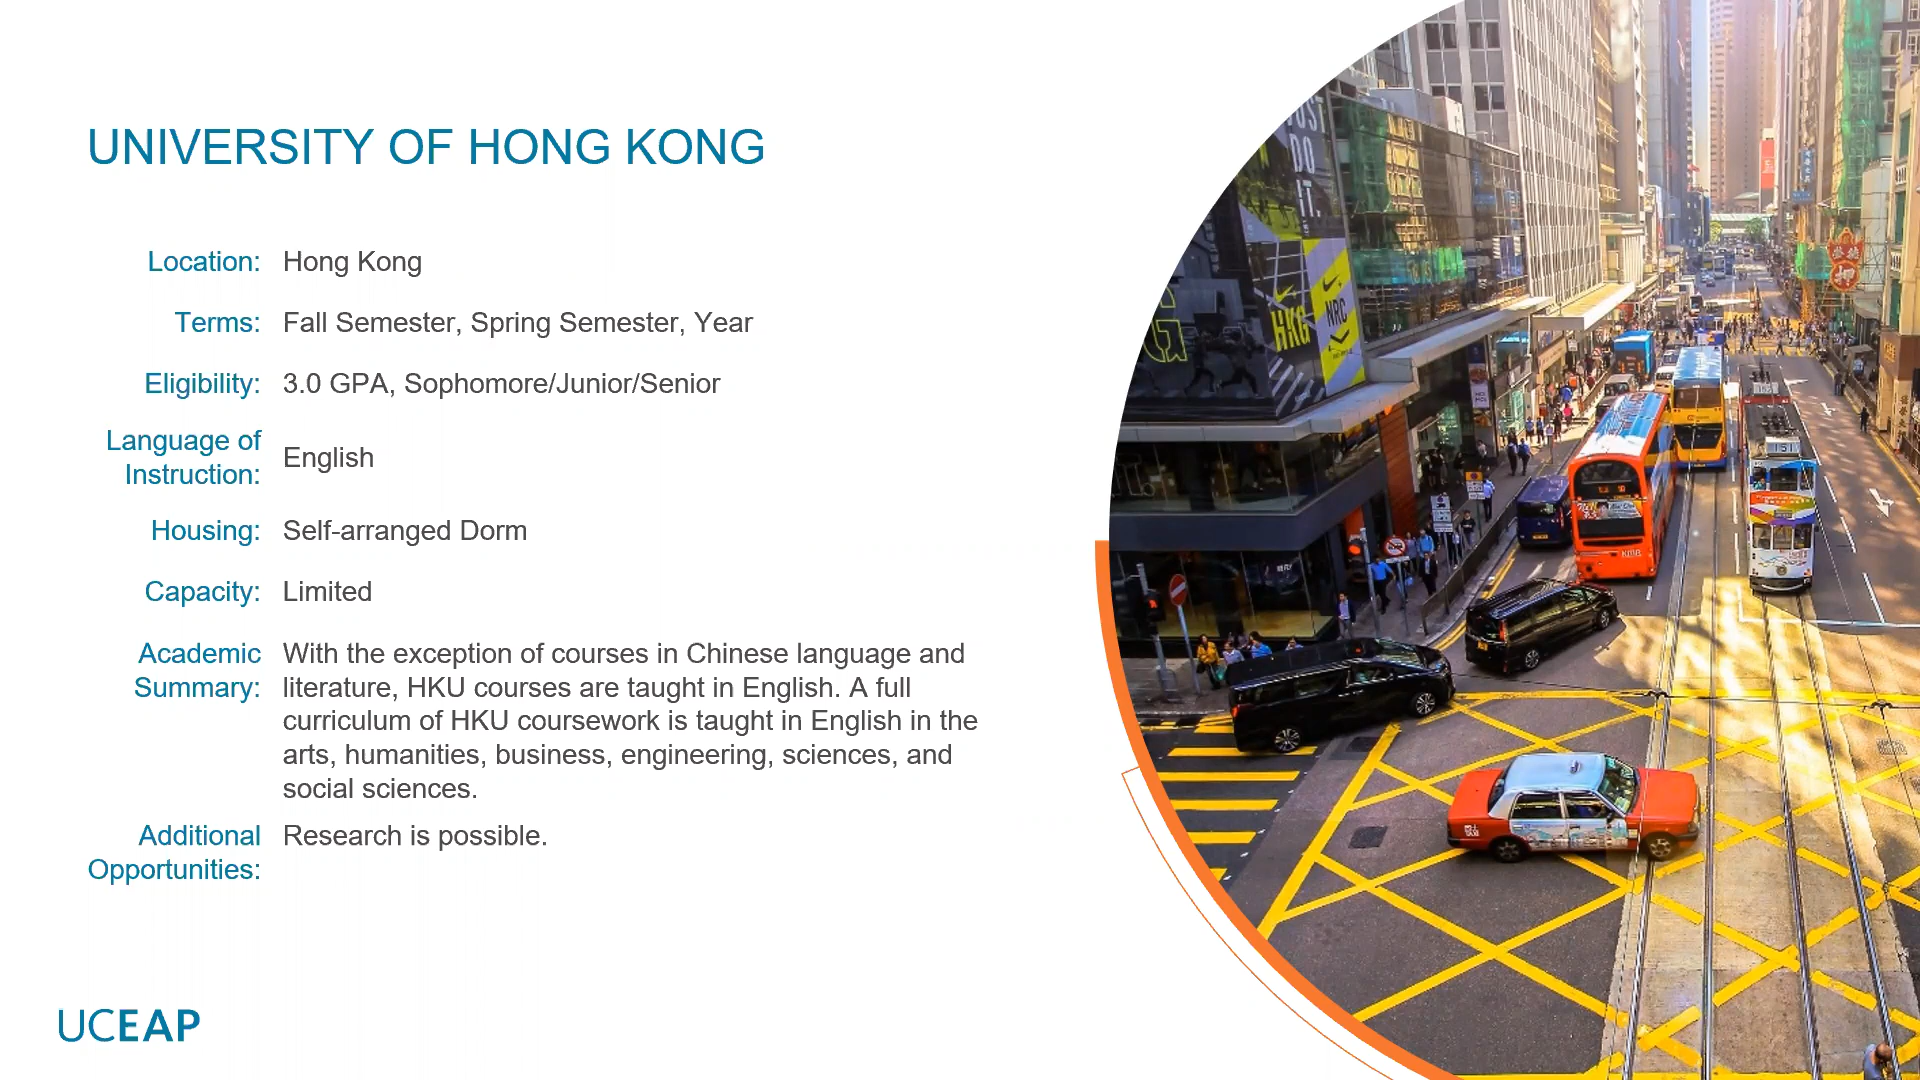 UNIVERSITY OF HONG KONG
Location: Hong Kong
Terms: Fall Semester, Spring Semester, Year
Eligibility: 3.0 GPA, Sophomore/Junior/Senior
Language of
Instruction: English
Housing: Self-arranged Dorm
Capacity: Limited
Academic
Summary: With the exception of courses in Chinese language and
literature, HKU courses are taught in English. A full
curriculum of HKU coursework is taught in English in the
arts, humanities, business, engineering, sciences, and
social sciences.
Additional
Opportunities: Research is possible.
UCEAP
JUST
DO
IT.
HKG
NRC
押
151